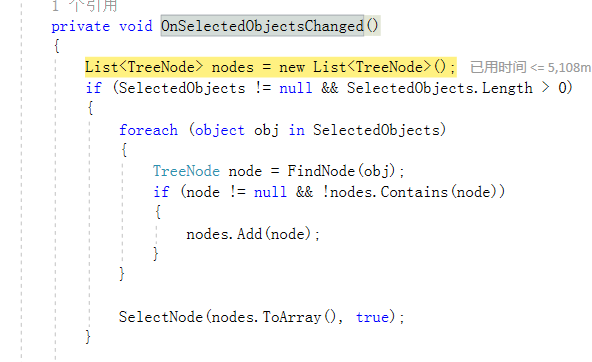 1 个引用
private void OnSelectedObjectsChanged()
{
List<TreeNode> nodes = new List<TreeNode>(); 已用时间 <= 5,108m
if (SelectedObjects != null && SelectedObjects.Length > 0)
{
foreach (object obj in SelectedObjects)
{
TreeNode node = FindNode(obj);
if (node != null && !nodes.Contains(node))
{
nodes.Add(node);
}
}
SelectNode(nodes.ToArray(), true);
}